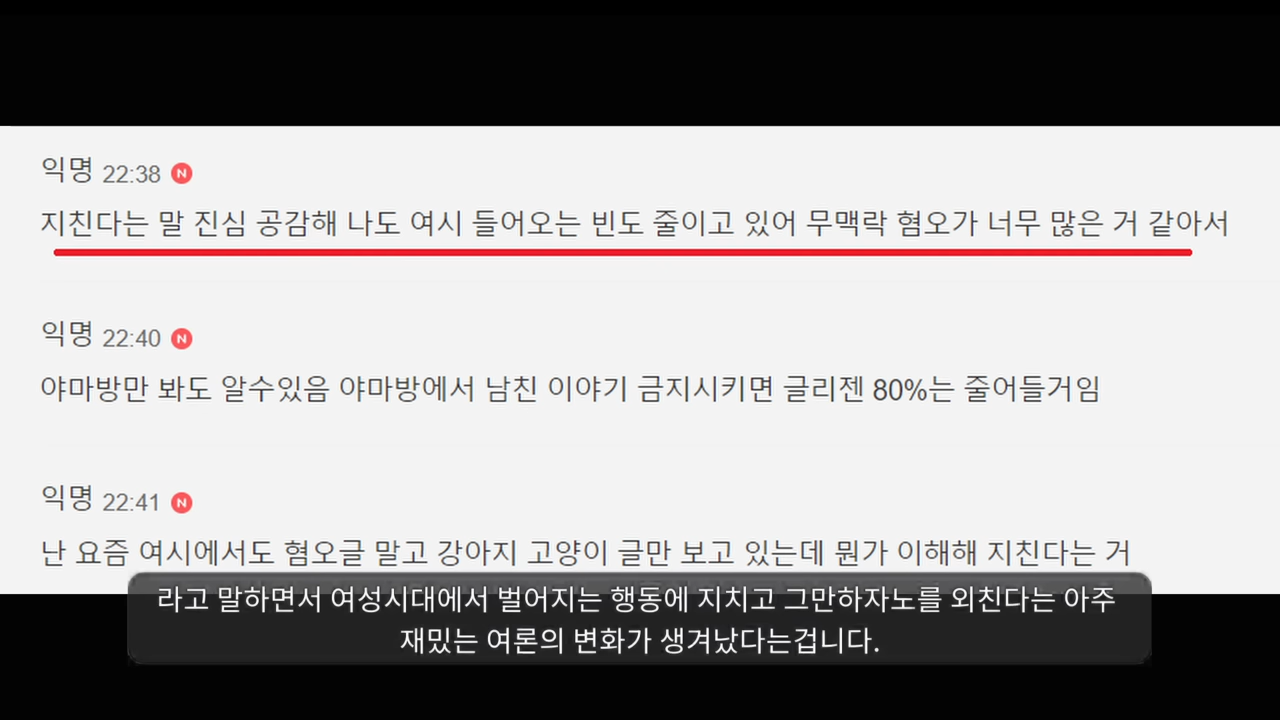 익명 22:38 N
지친다는 말 진심 공감해 나도 여시 들어오는 빈도 줄이고 있어 무맥락 혐오가 너무 많은 거 같아서
익명 22:40 N
야마방만 봐도 알수있음 야마방에서 남친 이야기 금지시키면 글리젠 80%는 줄어들거임
익명 22:41 N
난 요즘 여시에서도 혐오글 말고 강아지 고양이 글만 보고 있는데 뭔가 이해해 지친다는 거
라고 말하면서 여성시대에서 벌어지는 행동에 지치고 그만하자노를 외친다는 아주
재밌는 여론의 변화가 생겨났다는겁니다.